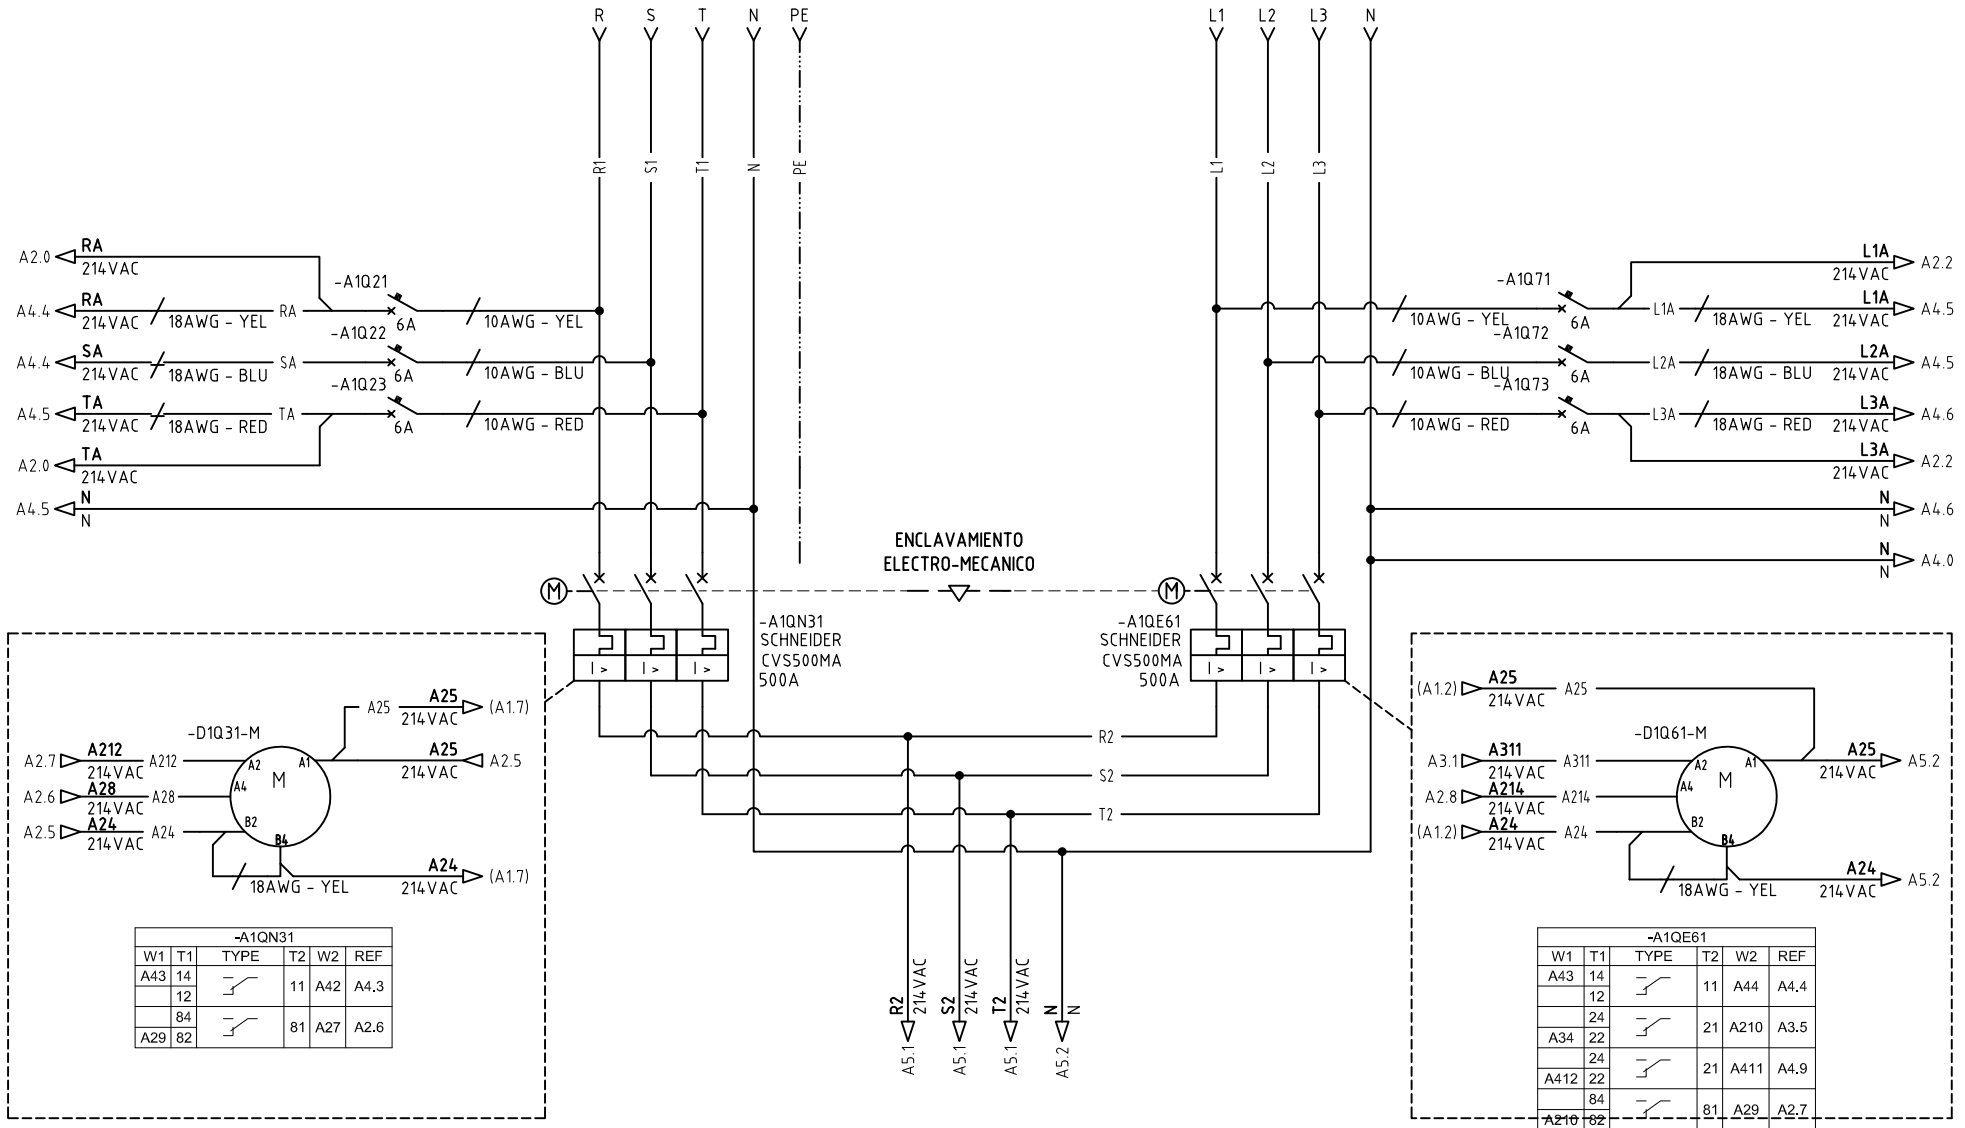 R S T N PE
L1 L2 L3 N
R1 S1 T1 N PE
L1 L2 L3
A2.0 RA
214VAC
-A1Q21
A4.4 RA
214VAC 18AWG - YEL RA 6A 10AWG - YEL
-A1Q22
A4.4 SA
214VAC 18AWG - BLU SA 6A 10AWG - BLU
-A1Q23
A4.5 TA
214VAC 18AWG - RED TA 6A 10AWG - RED
A2.0 TA
214VAC
A4.5 N
N
L1A A2.2
214VAC
-A1Q71
10AWG - YEL 6A L1A 18AWG - YEL L1A
214VAC A4.5
-A1Q72
10AWG - BLU 6A L2A 18AWG - BLU L2A
214VAC A4.5
-A1Q73
10AWG - RED 6A L3A 18AWG - RED L3A
214VAC A4.6
L3A A2.2
214VAC
N A4.6
N
N A4.0
N
ENCLAVAMIENTO
ELECTRO-MECANICO
M
M
-A1QN31
SCHNEIDER
CVS500MA
500A
I > I > I >
-A1QE61
SCHNEIDER
CVS500MA
500A
I > I > I >
R2
S2
T2
A25 A25
214VAC (A1.7)
-D1Q31-M
A2.7 A212
214VAC A212
A2.6 A28
214VAC A28
A2.5 A24
214VAC A24
A2 A1
M
A4
B2
B4
A25
214VAC A2.5
18AWG - YEL
A24
214VAC (A1.7)
-A1QN31
W1 T1 TYPE T2 W2 REF
A43 14
12
11 A42 A4.3
84
A29 82
81 A27 A2.6
(A1.2) A25
214VAC A25
-D1Q61-M
A3.1 A311
214VAC A311
A2.8 A214
214VAC A214
(A1.2) A24
214VAC A24
A2 A1
M
A4
B2
B4
A25
214VAC A5.2
18AWG - YEL
A24
214VAC A5.2
-A1QE61
W1 T1 TYPE T2 W2 REF
A43 14
12
11 A44 A4.4
24
A34 22
21 A210 A3.5
24
A412 22
21 A411 A4.9
84
A210 82
81 A29 A2.7
R2
214VAC
A5.1
S2
214VAC
A5.1
T2
214VAC
A5.1
N
N
A5.2